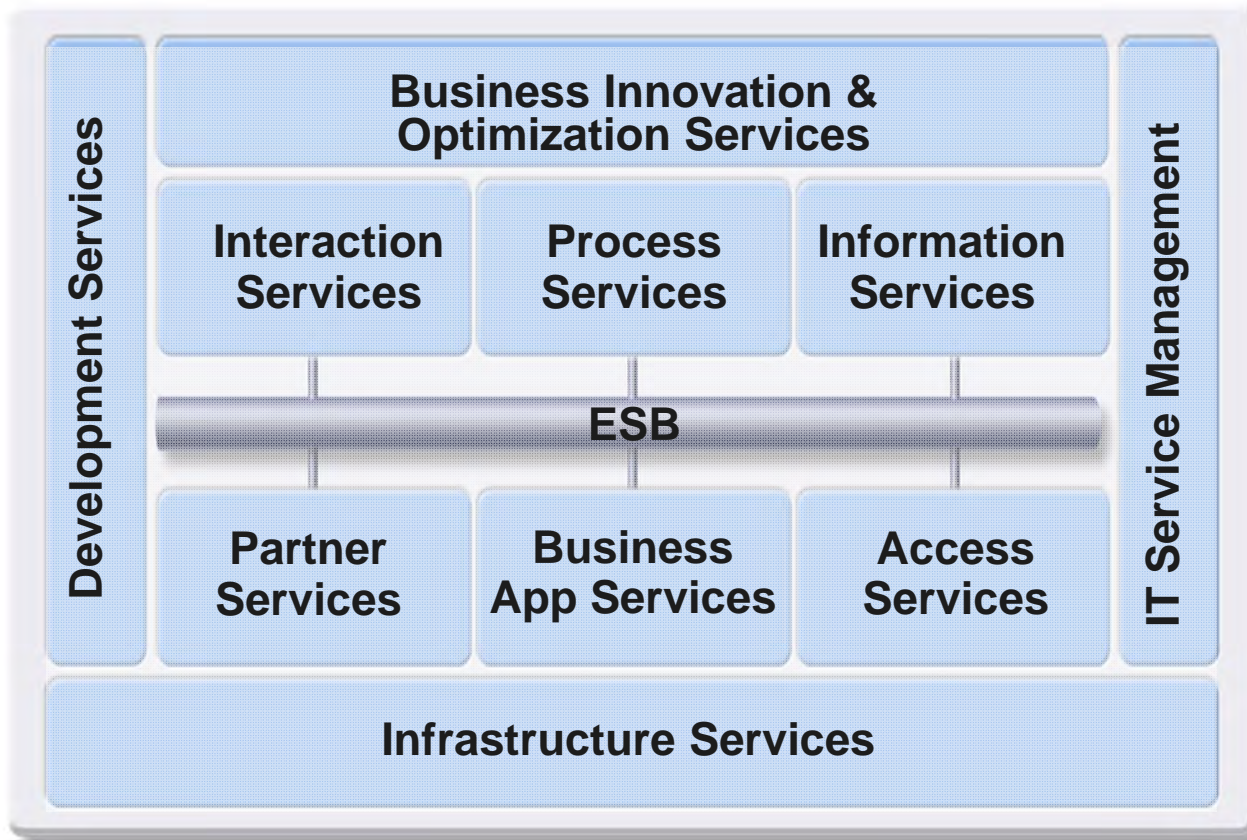 Development Services
Business Innovation &
Optimization Services
IT Service Management
Interaction
Services
Process
Services
Information
Services
ESB
Partner
Services
Business
App Services
Access
Services
Infrastructure Services